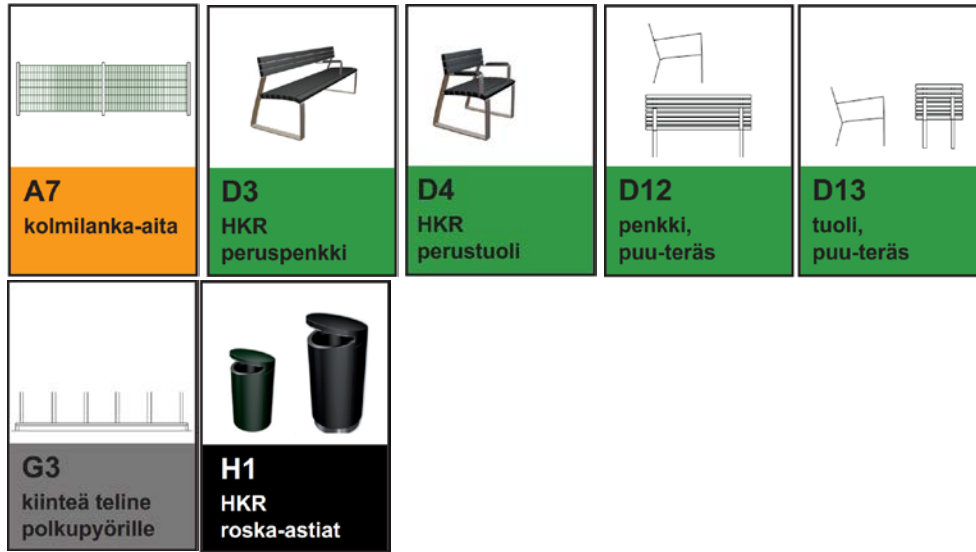 A7
kolmilanka-aita
D3
HKR
peruspenkki
D4
HKR
perustuoli
D12
penkki,
puu-teräs
D13
tuoli,
puu-teräs
G3
kiinteä teline
polkupyörille
H1
HKR
roska-astiat